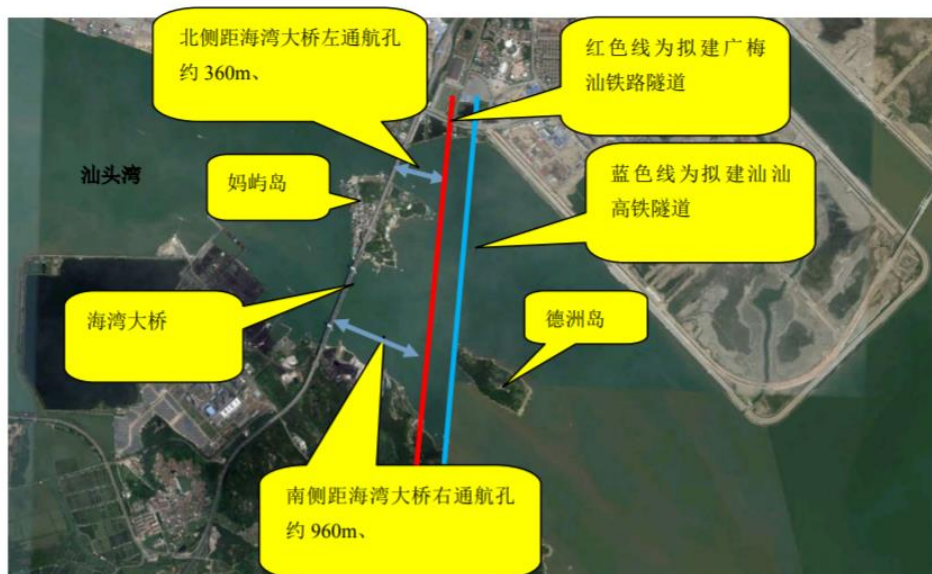 北侧距海湾大桥左通航孔
约 360m、
红色线为拟建广梅
汕铁路隧道
汕头湾
妈屿岛
蓝色线为拟建汕汕
高铁隧道
海湾大桥
德洲岛
南侧距海湾大桥右通航孔
约 960m、